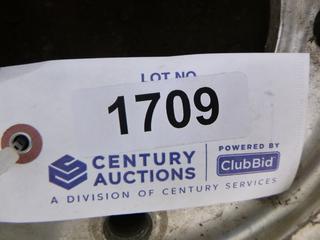 LOT NO.
1709
CENTURY AUCTIONS
POWERED BY
ClubBid
A DIVISION OF CENTURY SERVICES